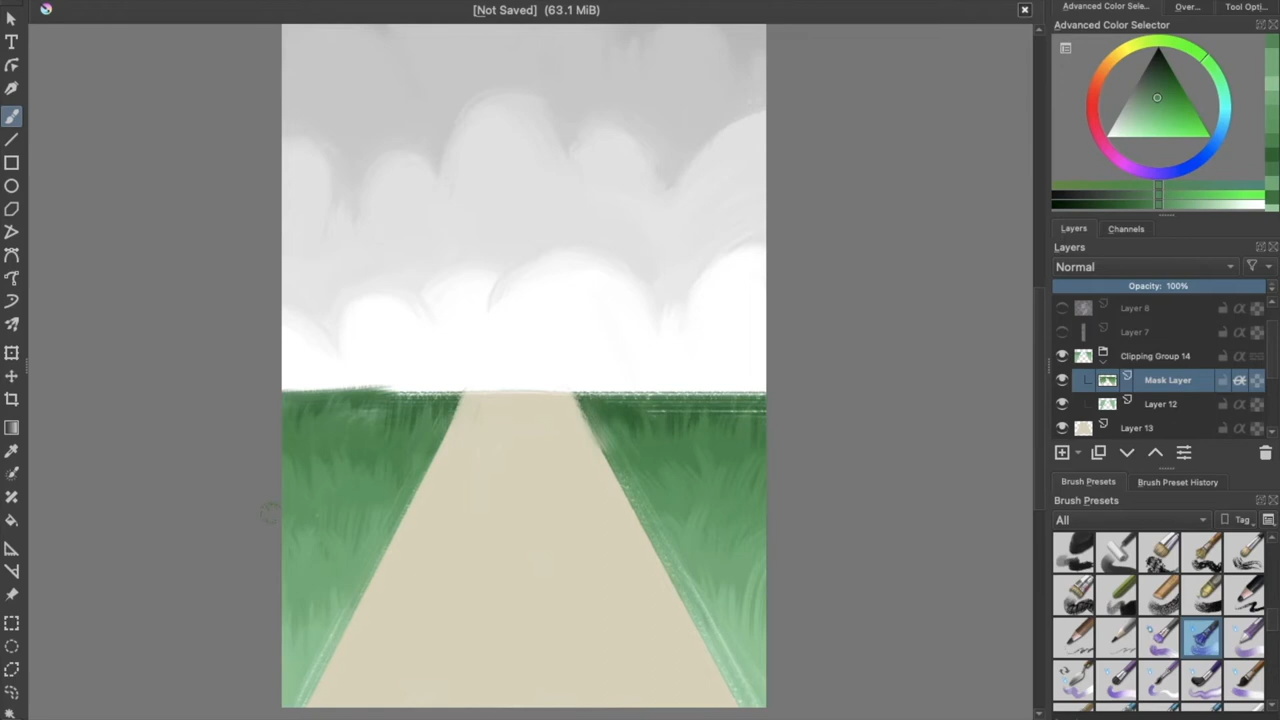 [Not Saved] (63.1 MiB)
Advanced Color Sele... Over... Tool Opti...
Advanced Color Selector
Layers Channels
Layers
Normal
Opacity: 100%
Layer 8
Layer 7
Clipping Group 14
Mask Layer
Layer 12
Layer 13
Brush Presets Brush Preset History
Brush Presets
All Tag